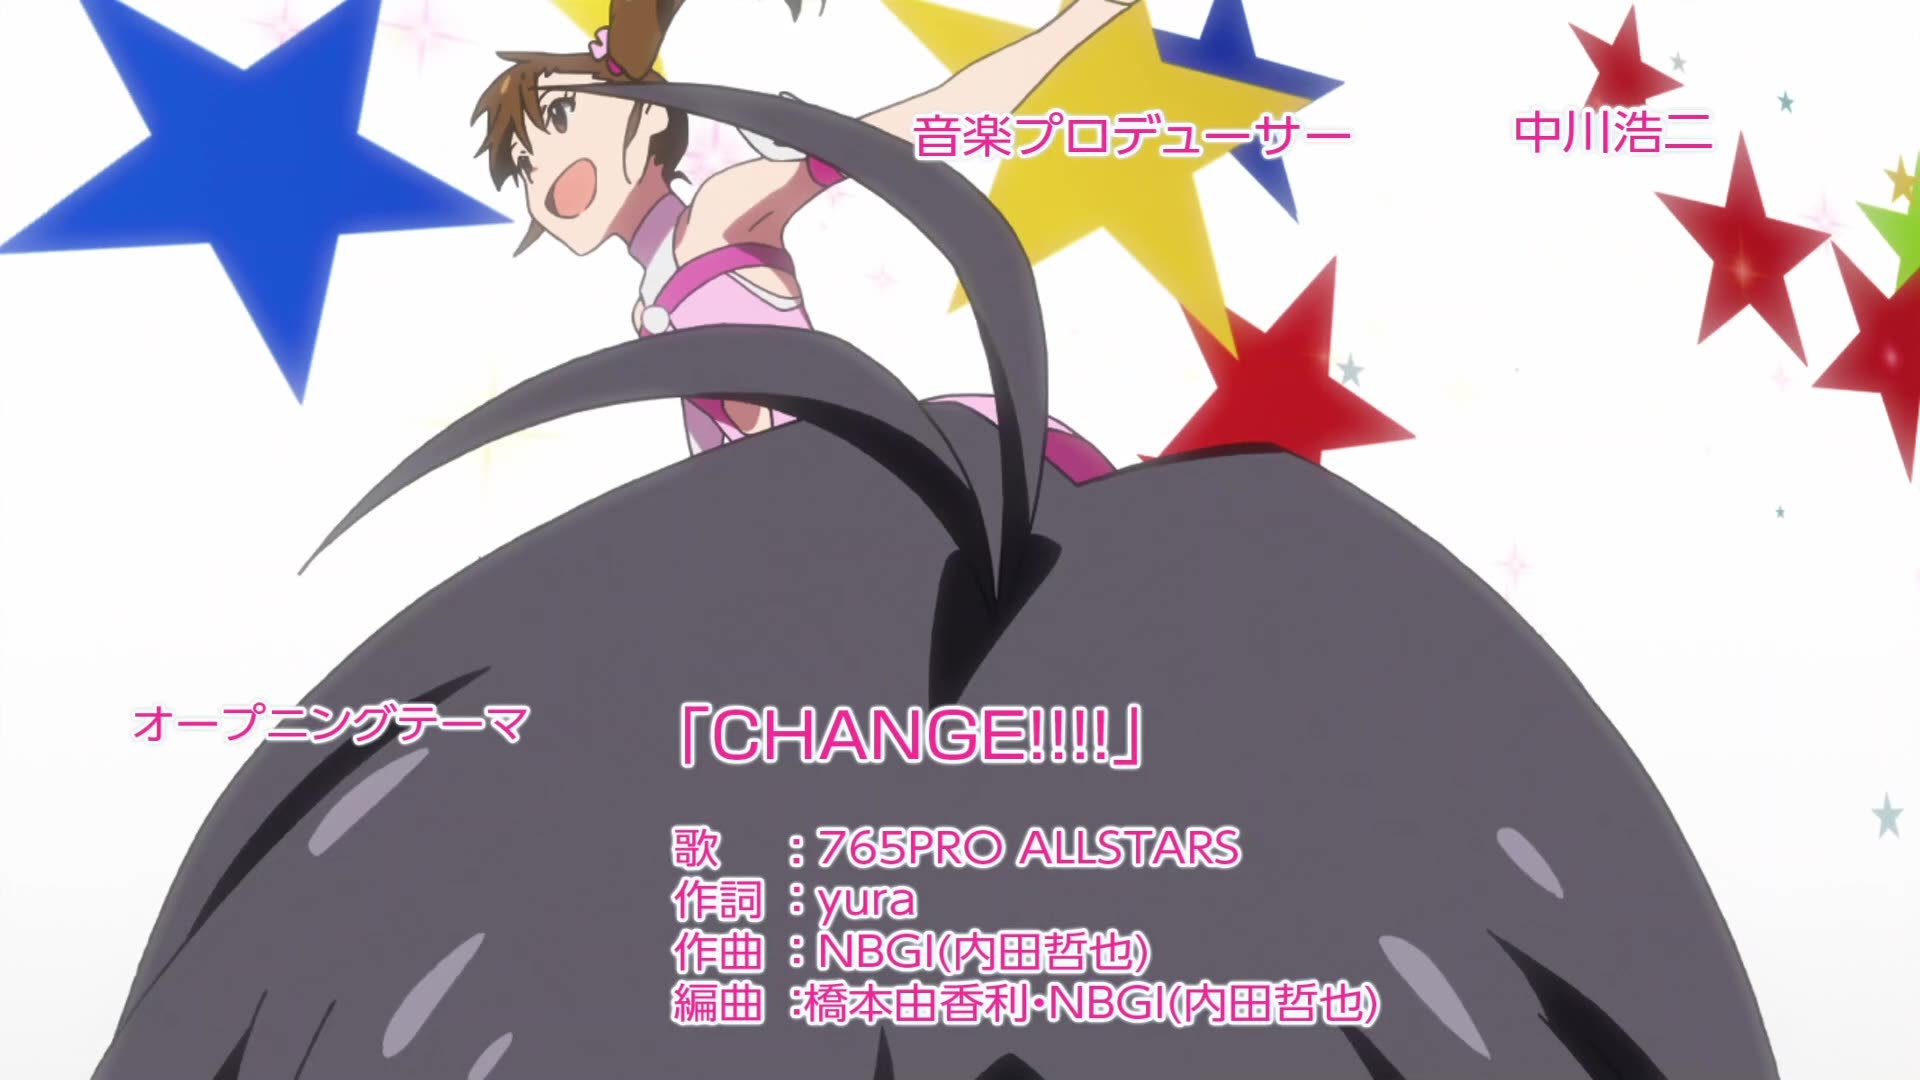 音楽プロデューサー 中川浩二
オープニングテーマ 「CHANGE!!!!」
歌 :765PRO ALLSTARS
作詞 :yura
作曲 :NBGI(内田哲也)
編曲 :橋本由香利・NBGI(内田哲也)